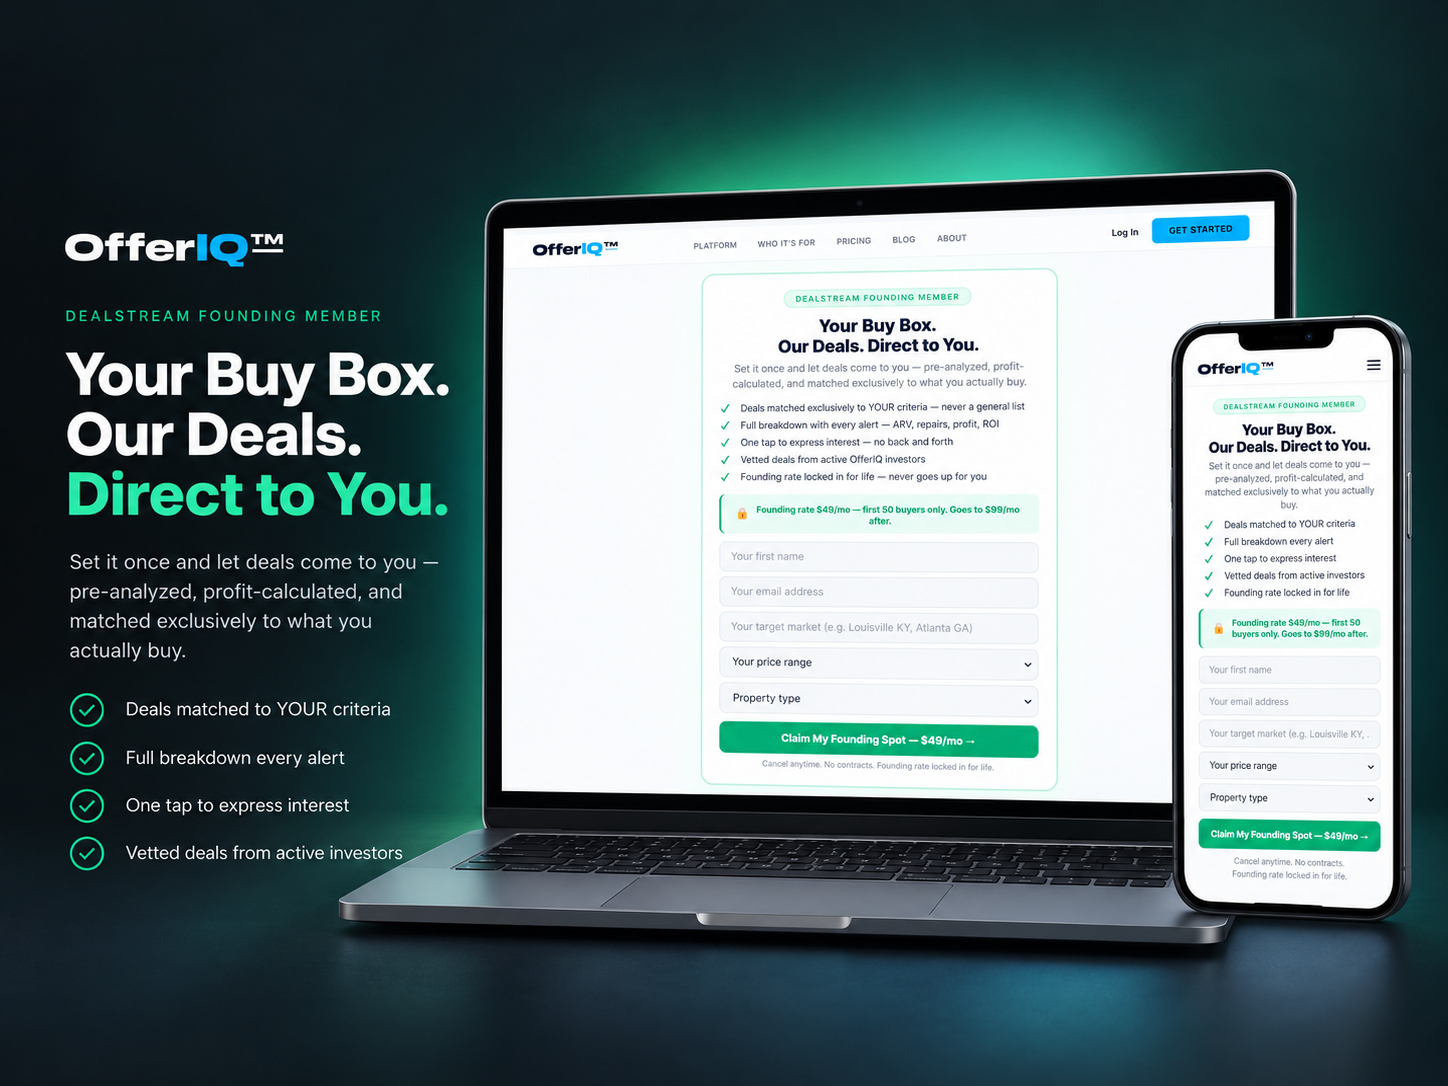 OfferIQ™
DEALSTREAM FOUNDING MEMBER
Your Buy Box.
Our Deals.
Direct to You.
Set it once and let deals come to you —
pre-analyzed, profit-calculated, and
matched exclusively to what you
actually buy.
Deals matched to YOUR criteria
Full breakdown every alert
One tap to express interest
Vetted deals from active investors
OfferIQ™
PLATFORM
WHO IT'S FOR
PRICING
BLOG
ABOUT
Log In
GET STARTED
DEALSTREAM FOUNDING MEMBER
Your Buy Box.
Our Deals. Direct to You.
Set it once and let deals come to you — pre-analyzed, profit-
calculated, and matched exclusively to what you actually buy.
✓ Deals matched exclusively to YOUR criteria — never a general list
✓ Full breakdown with every alert — ARV, repairs, profit, ROI
✓ One tap to express interest — no back and forth
✓ Vetted deals from active OfferIQ investors
✓ Founding rate locked in for life — never goes up for you
🔒 Founding rate $49/mo — first 50 buyers only. Goes to $99/mo
after.
Your first name
Your email address
Your target market (e.g. Louisville KY, Atlanta GA)
Your price range
Property type
Claim My Founding Spot — $49/mo →
Cancel anytime. No contracts. Founding rate locked in for life.
OfferIQ™
DEALSTREAM FOUNDING MEMBER
Your Buy Box.
Our Deals. Direct to You.
Set it once and let deals come to you —
pre-analyzed, profit-calculated, and
matched exclusively to what you actually
buy.
✓ Deals matched to YOUR criteria
✓ Full breakdown every alert
✓ One tap to express interest
✓ Vetted deals from active investors
✓ Founding rate locked in for life
🔒 Founding rate $49/mo — first 50
buyers only. Goes to $99/mo after.
Your first name
Your email address
Your target market (e.g. Louisville KY, .
Your price range
Property type
Claim My Founding Spot — $49/mo →
Cancel anytime. No contracts.
Founding rate locked in for life.